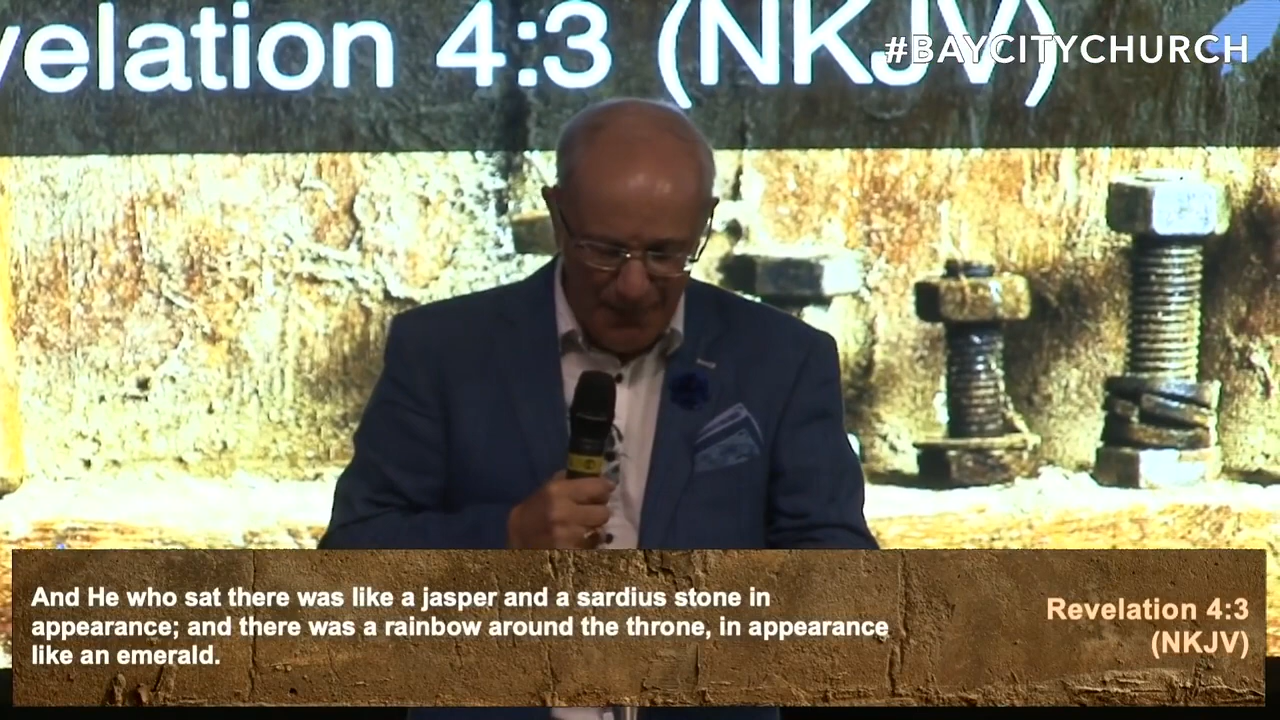 velation 4:3 (NKJV)
#BAYCITYCHURCH
And He who sat there was like a jasper and a sardius stone in
appearance; and there was a rainbow around the throne, in appearance
like an emerald.
Revelation 4:3
(NKJV)